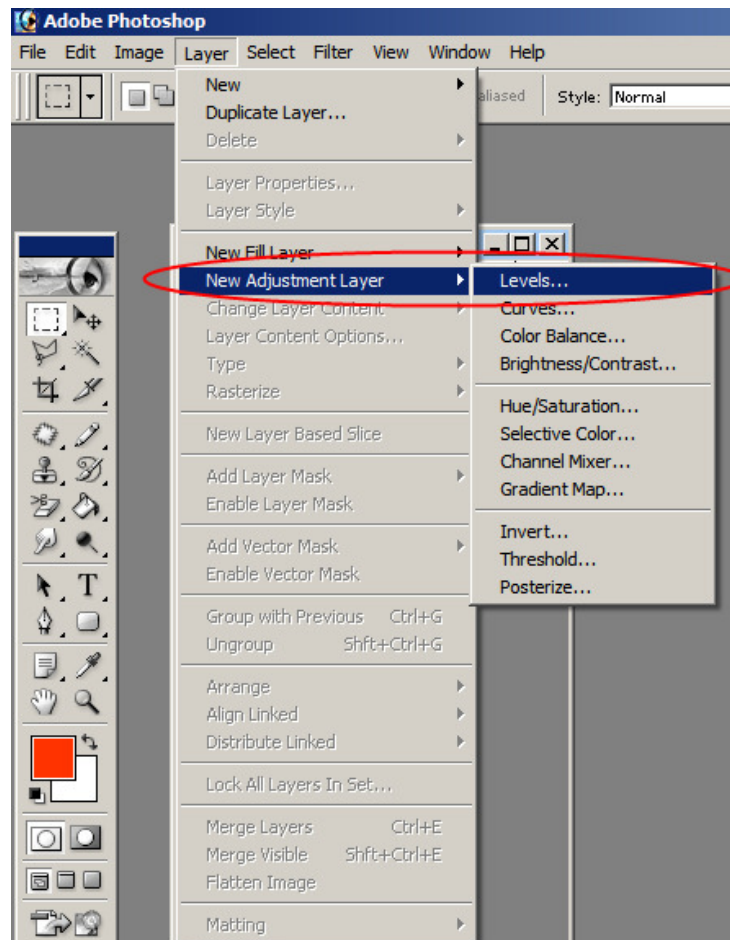 Adobe Photoshop
File Edit Image Layer Select Filter View Window Help
aliased Style: Normal
New
Duplicate Layer...
Delete
Layer Properties...
Layer Style
New Fill Layer
New Adjustment Layer
Change Layer Content
Layer Content Options...
Type
Rasterize
New Layer Based Slice
Add Layer Mask
Enable Layer Mask
Add Vector Mask
Enable Vector Mask
Group with Previous Ctrl+G
Ungroup Shft+Ctrl+G
Arrange
Align Linked
Distribute Linked
Lock All Layers In Set...
Merge Layers Ctrl+E
Merge Visible Shft+Ctrl+E
Flatten Image
Matting
Levels...
Curves...
Color Balance...
Brightness/Contrast...
Hue/Saturation...
Selective Color...
Channel Mixer...
Gradient Map...
Invert...
Threshold...
Posterize...
T